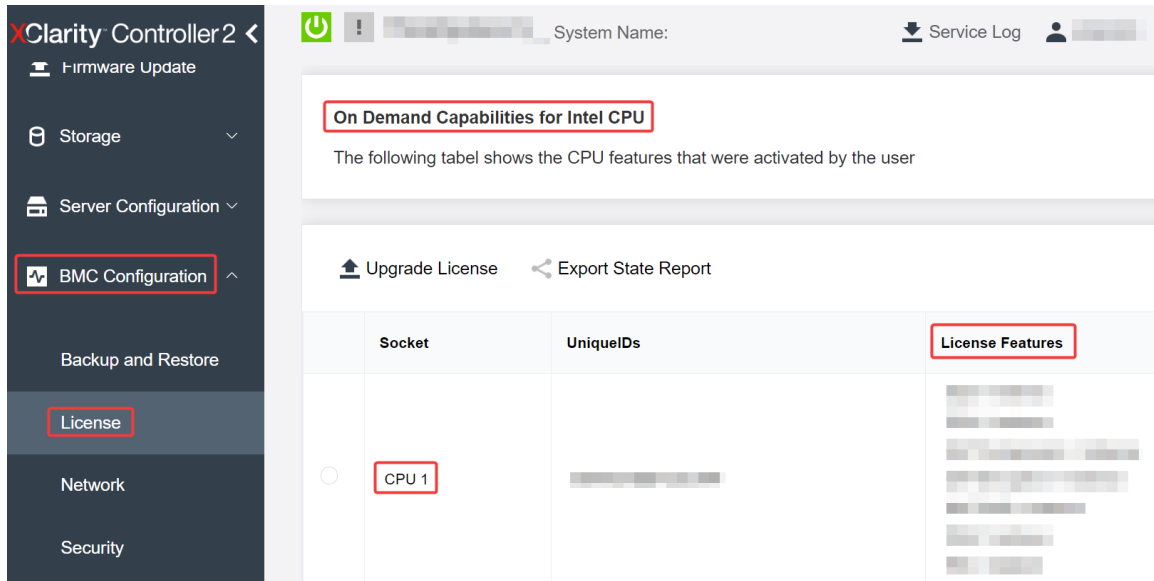 XClarity Controller 2
Firmware Update
Storage
Server Configuration
BMC Configuration
Backup and Restore
License
Network
Security
System Name:
Service Log
On Demand Capabilities for Intel CPU
The following tabel shows the CPU features that were activated by the user
Upgrade License
Export State Report
Socket UniqueIDs License Features
CPU 1